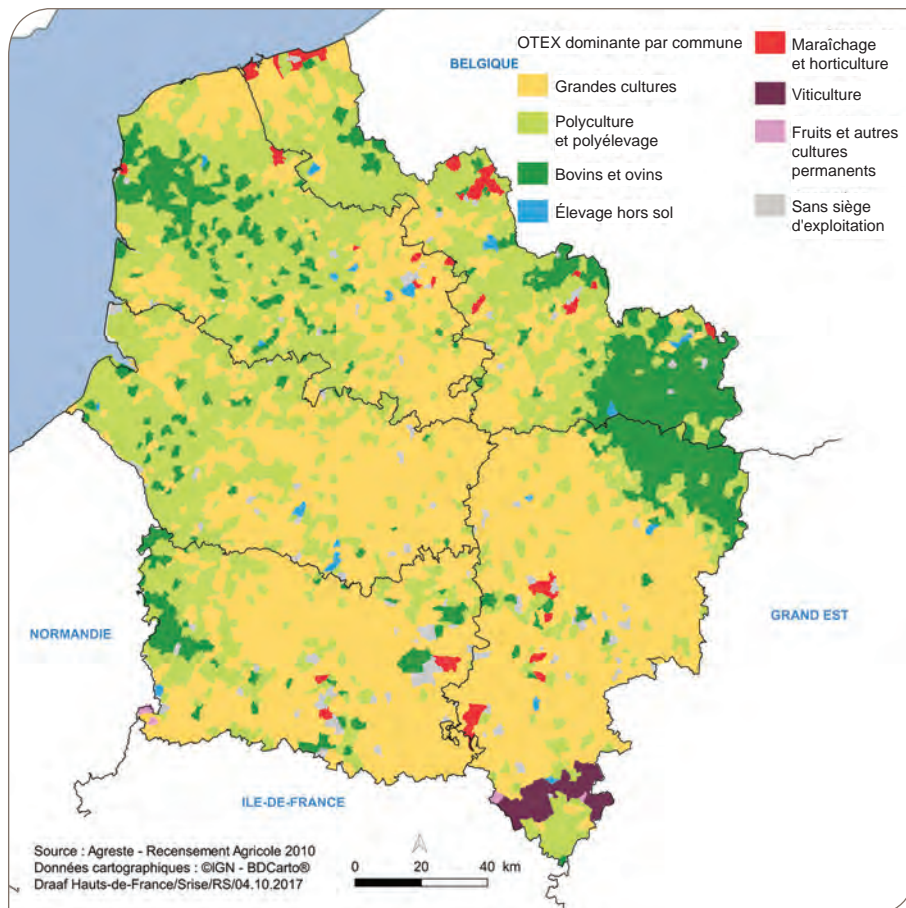 OTEX dominante par commune
Grandes cultures
Polyculture
et polyélevage
Bovins et ovins
Élevage hors sol
Maraîchage
et horticulture
Viticulture
Fruits et autres
cultures
permanents
Sans siège
d'exploitation
BELGIQUE
NORMANDIE
GRAND EST
ILE-DE-FRANCE
Source : Agreste - Recensement Agricole 2010
Données cartographiques : ©IGN - BDCarto®
Draaf Hauts-de-France/Srise/RS/04.10.2017
0 20 40 km